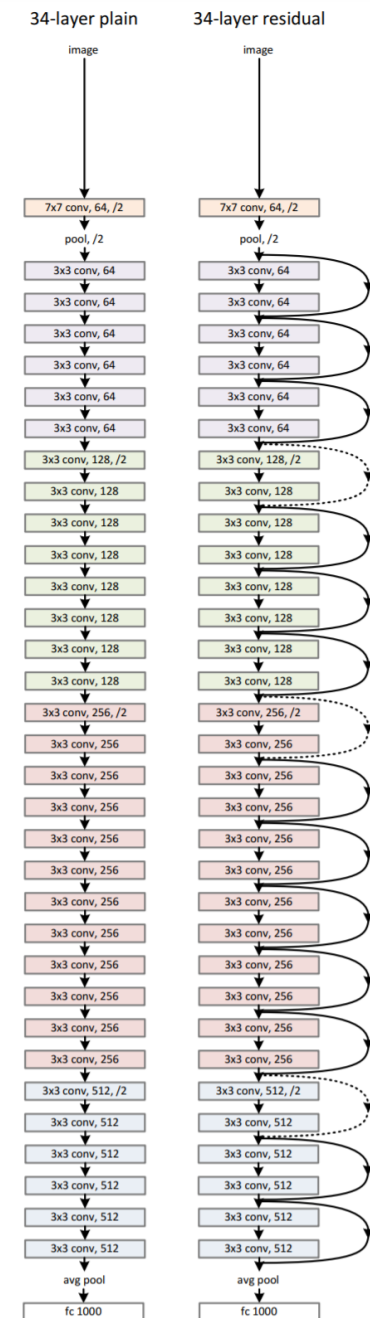 34-layer plain
image
7x7 conv, 64, /2
pool, /2
3x3 conv, 64
3x3 conv, 64
3x3 conv, 64
3x3 conv, 64
3x3 conv, 64
3x3 conv, 64
3x3 conv, 128, /2
3x3 conv, 128
3x3 conv, 128
3x3 conv, 128
3x3 conv, 128
3x3 conv, 128
3x3 conv, 128
3x3 conv, 128
3x3 conv, 256, /2
3x3 conv, 256
3x3 conv, 256
3x3 conv, 256
3x3 conv, 256
3x3 conv, 256
3x3 conv, 256
3x3 conv, 256
3x3 conv, 256
3x3 conv, 256
3x3 conv, 256
3x3 conv, 256
3x3 conv, 512, /2
3x3 conv, 512
3x3 conv, 512
3x3 conv, 512
3x3 conv, 512
3x3 conv, 512
avg pool
fc 1000
34-layer residual
image
7x7 conv, 64, /2
pool, /2
3x3 conv, 64
3x3 conv, 64
3x3 conv, 64
3x3 conv, 64
3x3 conv, 64
3x3 conv, 64
3x3 conv, 128, /2
3x3 conv, 128
3x3 conv, 128
3x3 conv, 128
3x3 conv, 128
3x3 conv, 128
3x3 conv, 128
3x3 conv, 128
3x3 conv, 256, /2
3x3 conv, 256
3x3 conv, 256
3x3 conv, 256
3x3 conv, 256
3x3 conv, 256
3x3 conv, 256
3x3 conv, 256
3x3 conv, 256
3x3 conv, 256
3x3 conv, 256
3x3 conv, 256
3x3 conv, 512, /2
3x3 conv, 512
3x3 conv, 512
3x3 conv, 512
3x3 conv, 512
3x3 conv, 512
avg pool
fc 1000